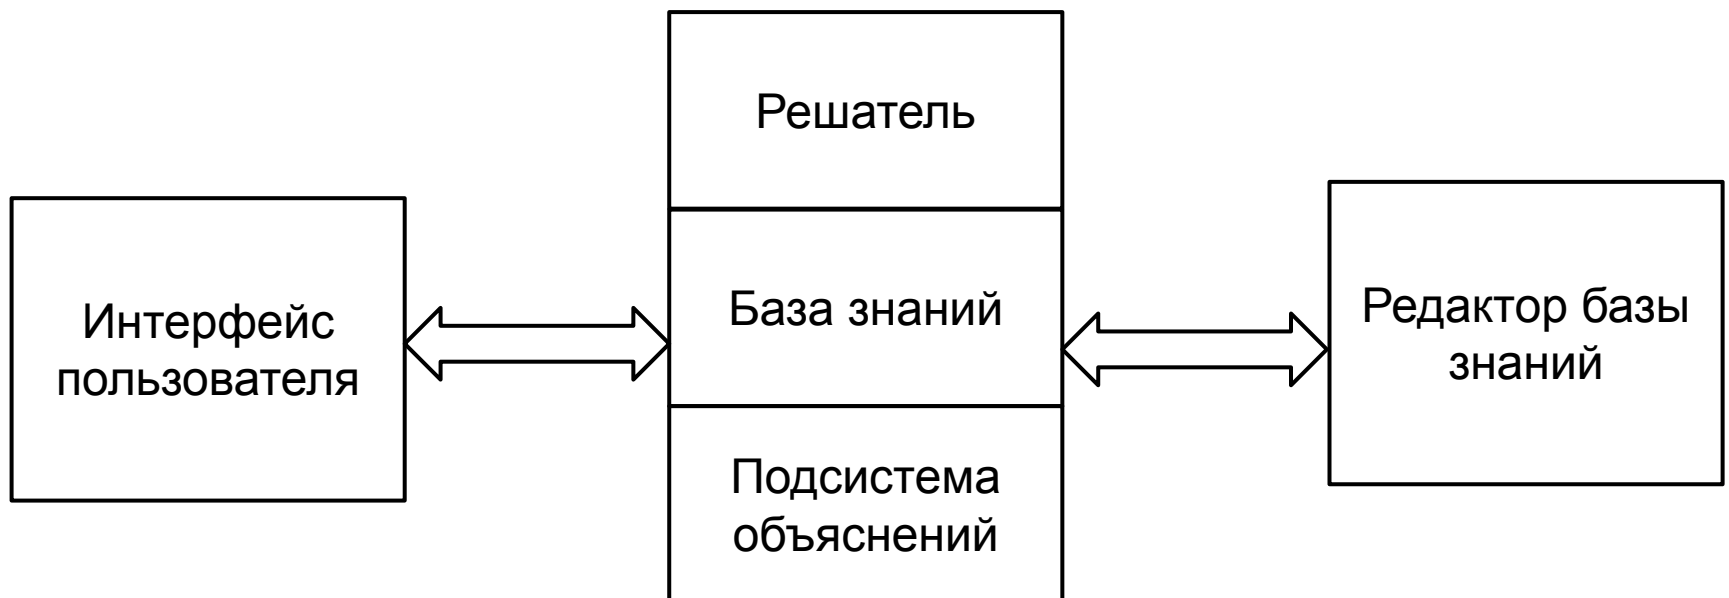 Решатель
Интерфейс
пользователя
База знаний
Подсистема
объяснений
Редактор базы
знаний